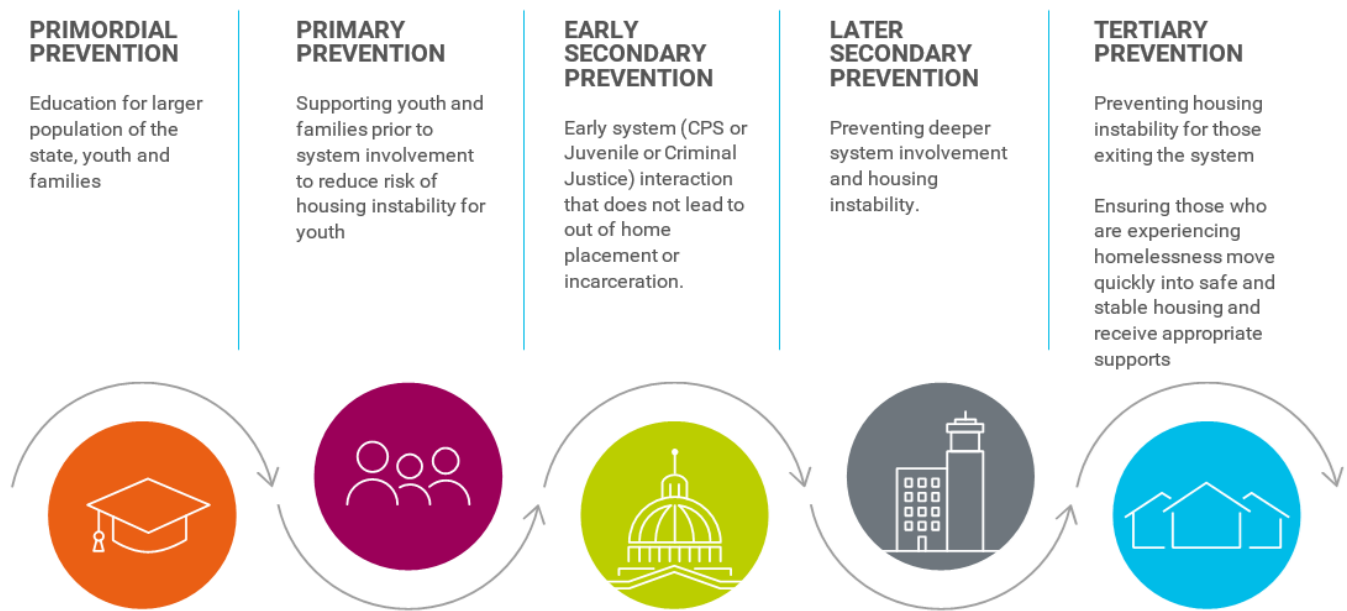 PRIMORDIAL
PREVENTION
Education for larger
population of the
state, youth and
families
PRIMARY
PREVENTION
Supporting youth and
families prior to
system involvement
to reduce risk of
housing instability for
youth
EARLY
SECONDARY
PREVENTION
Early system (CPS or
Juvenile or Criminal
Justice) interaction
that does not lead to
out of home
placement or
incarceration.
LATER
SECONDARY
PREVENTION
Preventing deeper
system involvement
and housing
instability.
TERTIARY
PREVENTION
Preventing housing
instability for those
exiting the system
Ensuring those who
are experiencing
homelessness move
quickly into safe and
stable housing and
receive appropriate
supports